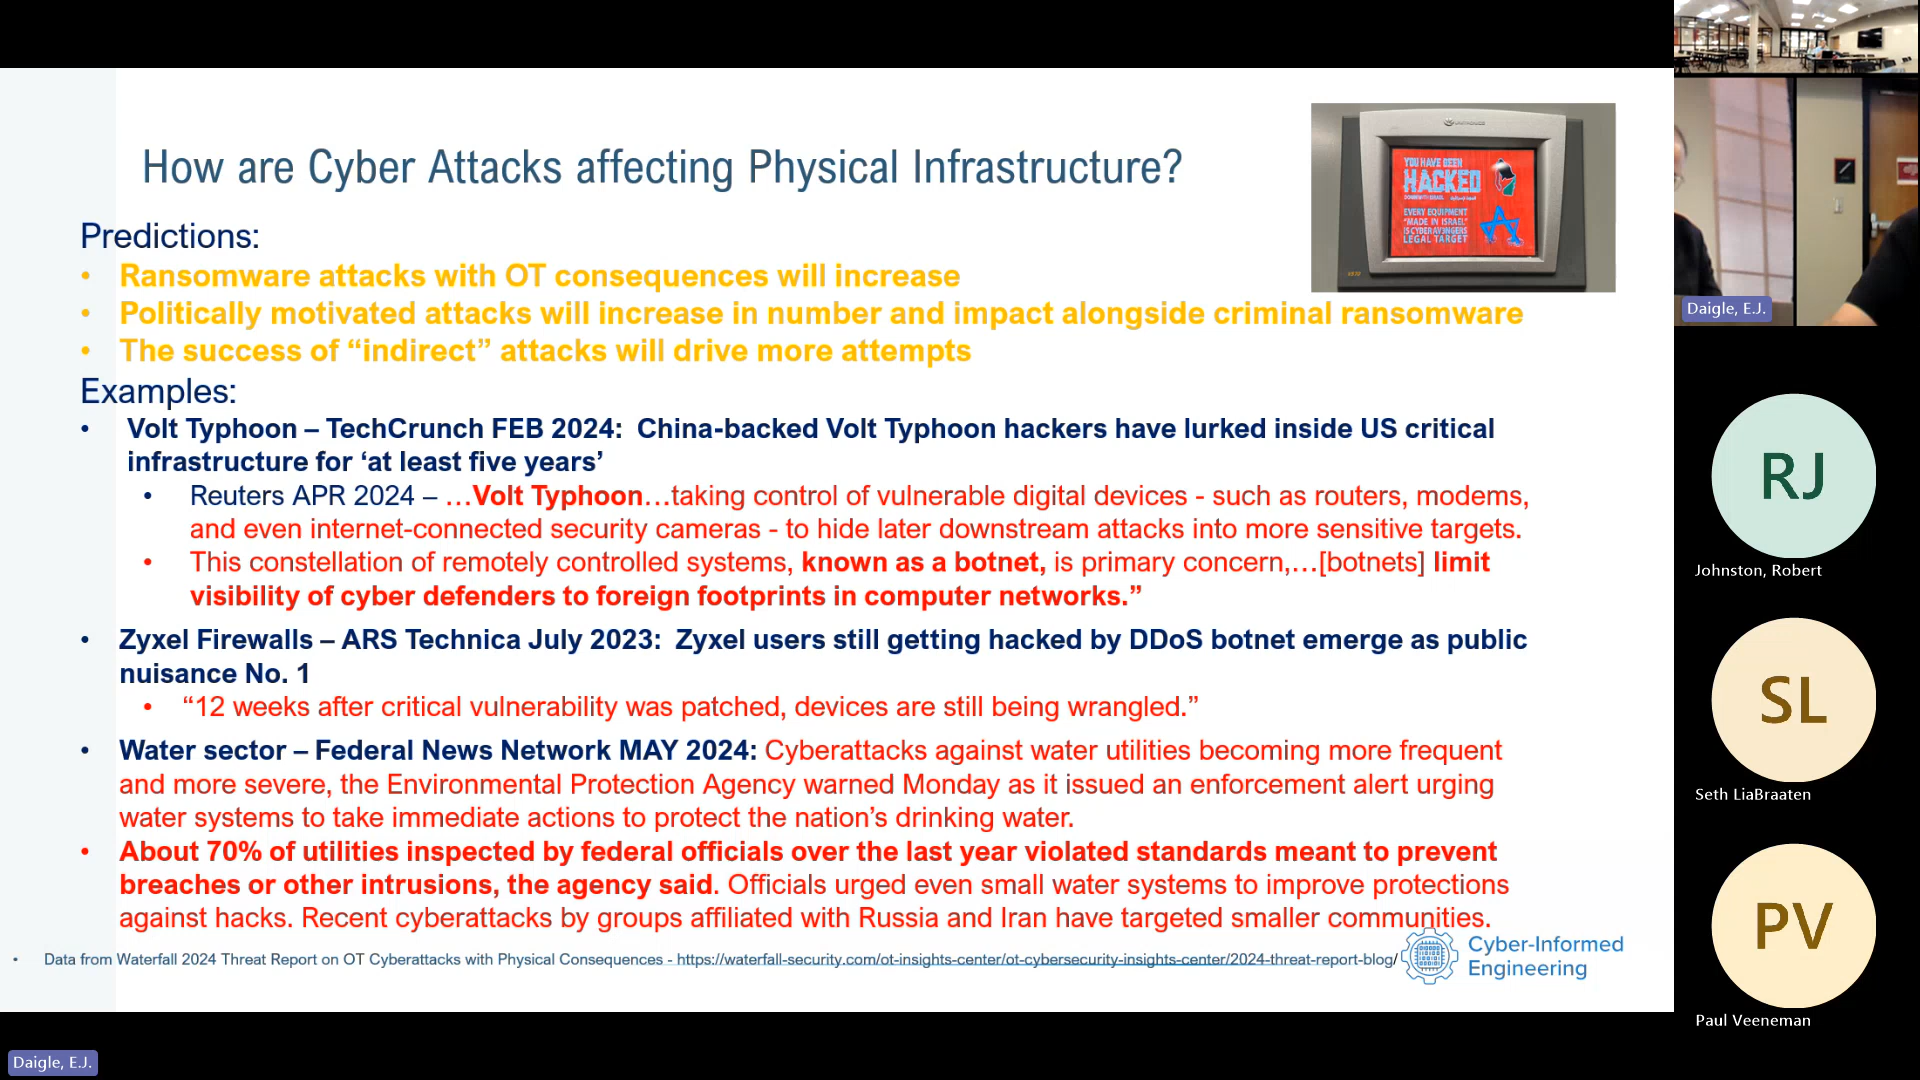 How are Cyber Attacks affecting Physical Infrastructure?
YOU HAVE BEEN
HACKED
DOWN WITH ISRAEL
EVERY EQUIPMENT
"MADE IN ISRAEL"
IS CYBER AV3NGERS
LEGAL TARGET
Predictions:
• Ransomware attacks with OT consequences will increase
• Politically motivated attacks will increase in number and impact alongside criminal ransomware
• The success of “indirect” attacks will drive more attempts
Examples:
• Volt Typhoon – TechCrunch FEB 2024: China-backed Volt Typhoon hackers have lurked inside US critical
infrastructure for ‘at least five years’
• Reuters APR 2024 – …Volt Typhoon…taking control of vulnerable digital devices - such as routers, modems,
and even internet-connected security cameras - to hide later downstream attacks into more sensitive targets.
• This constellation of remotely controlled systems, known as a botnet, is primary concern,…[botnets] limit
visibility of cyber defenders to foreign footprints in computer networks.”
• Zyxel Firewalls – ARS Technica July 2023: Zyxel users still getting hacked by DDoS botnet emerge as public
nuisance No. 1
• “12 weeks after critical vulnerability was patched, devices are still being wrangled.”
• Water sector – Federal News Network MAY 2024: Cyberattacks against water utilities becoming more frequent
and more severe, the Environmental Protection Agency warned Monday as it issued an enforcement alert urging
water systems to take immediate actions to protect the nation’s drinking water.
• About 70% of utilities inspected by federal officials over the last year violated standards meant to prevent
breaches or other intrusions, the agency said. Officials urged even small water systems to improve protections
against hacks. Recent cyberattacks by groups affiliated with Russia and Iran have targeted smaller communities.
• Data from Waterfall 2024 Threat Report on OT Cyberattacks with Physical Consequences - https://waterfall-security.com/ot-insights-center/ot-cybersecurity-insights-center/2024-threat-report-blog/
Cyber-Informed
Engineering
Daigle, E.J.
RJ
Johnston, Robert
SL
Seth LiaBraaten
PV
Paul Veeneman
Daigle, E.J.